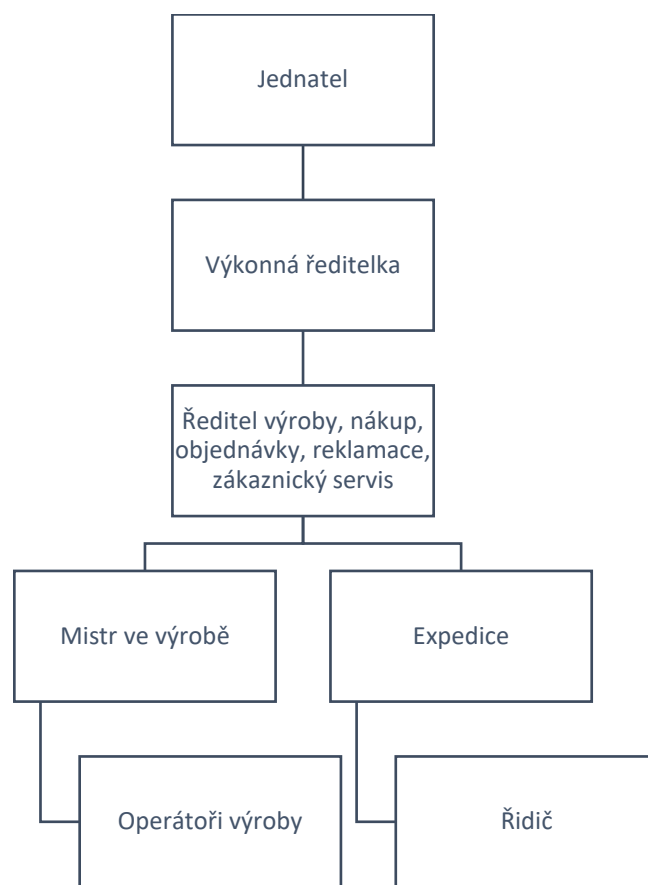 Jednatel
Výkonná ředitelka
Ředitel výroby, nákup,
objednávky, reklamace,
zákaznický servis
Mistr ve výrobě
Expedice
Operátoři výroby
Řidič